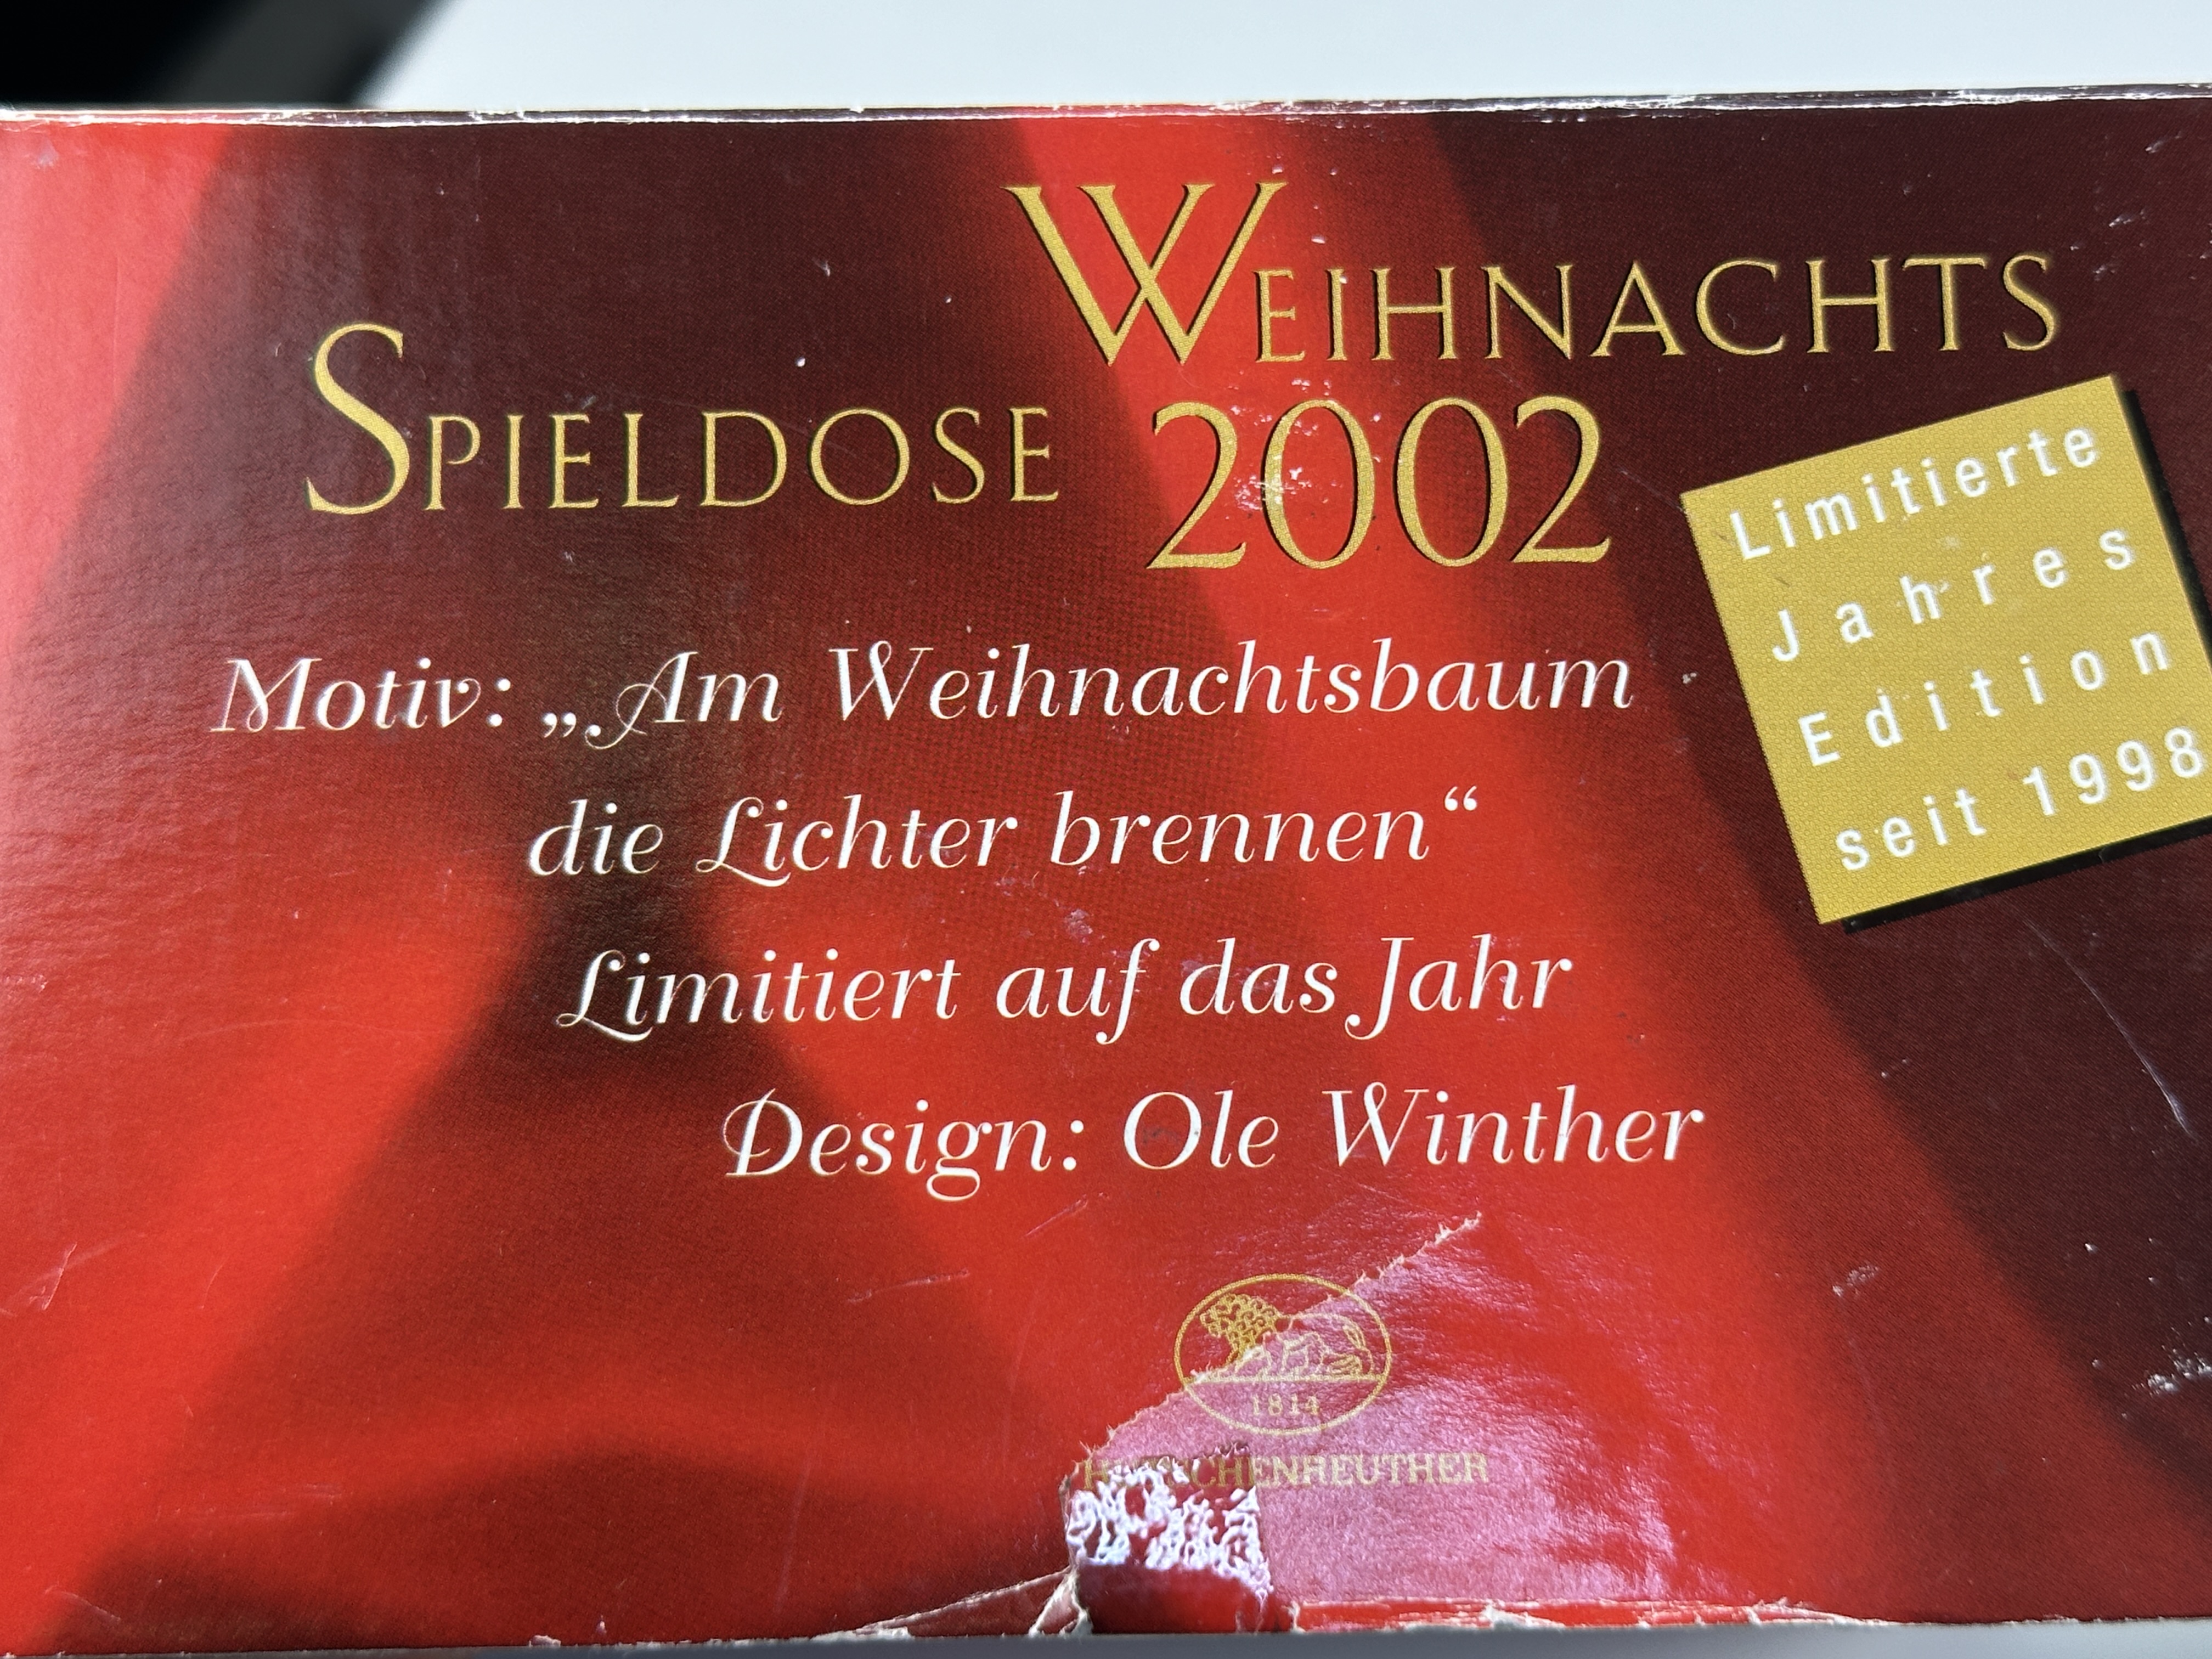 WEIHNACHTS
SPIELDOSE 2002
Limitierte
Jahres
Edition
seit 1998
Motiv: „Am Weihnachtsbaum
die Lichter brennen“
Limitiert auf das Jahr
Design: Ole Winther
1814